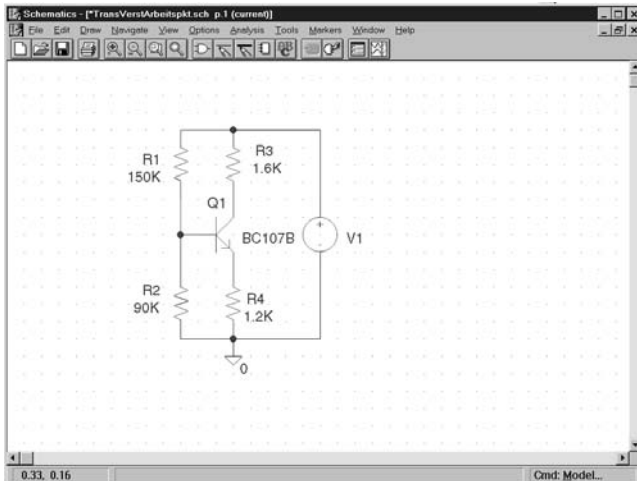 Schematics - [*TransVerstArbeitspkt.sch p.1 (current)]
File Edit Draw Navigate View Options Analysis Tools Markers Window Help
R1
150K
R3
1.6K
Q1
BC107B
V1
R2
90K
R4
1.2K
0
0.33, 0.16
Cmd: Model...